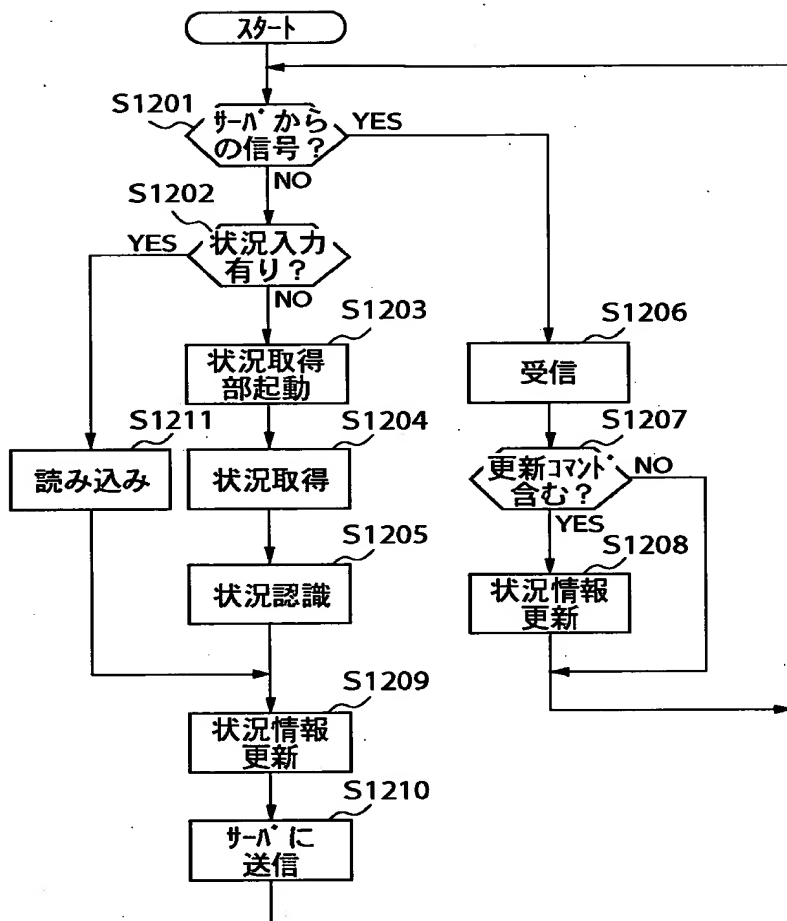 スタート
S1201
サーバから
の信号?
YES
NO
S1202
YES
状況入力
有り?
NO
S1203
状況取得
部起動
S1206
受信
S1211
読み込み
S1204
状況取得
S1207
更新コマンド
含む?
NO
YES
S1205
状況認識
S1208
状況情報
更新
S1209
状況情報
更新
S1210
サーバに
送信